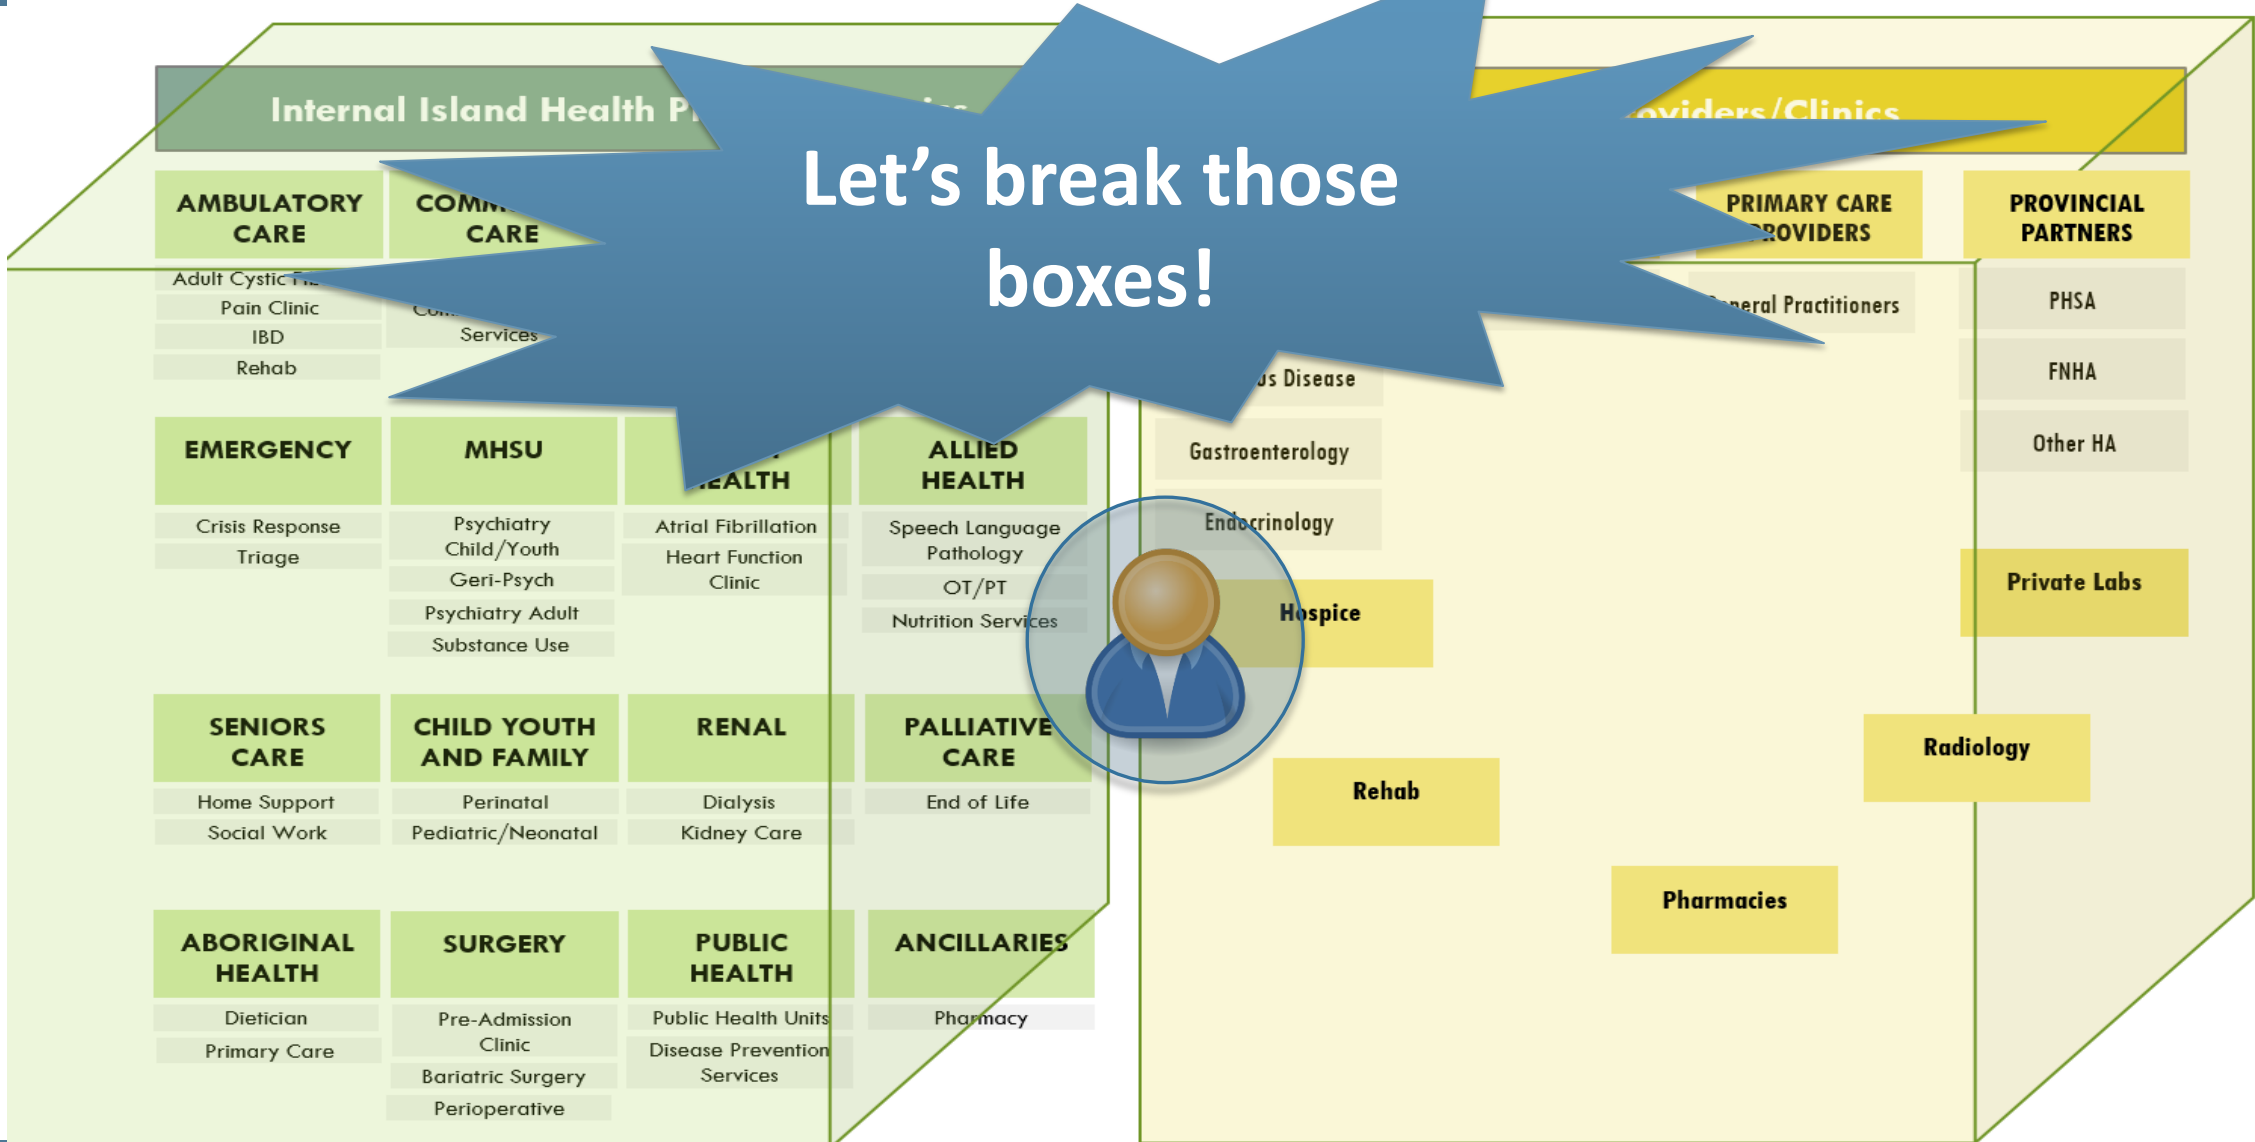 Let's break those
boxes!
Internal Island Health
oviders/Clinics
AMBULATORY
CARE
Adult Cystic
Pain Clinic
IBD
Rehab
CARE
Services
PRIMARY CARE
PROVIDERS
General Practitioners
PROVINCIAL
PARTNERS
PHSA
FNHA
Other HA
Disease
Gastroenterology
Endocrinology
EMERGENCY
Crisis Response
Triage
MHSU
Psychiatry
Child/Youth
Geri-Psych
Psychiatry Adult
Substance Use
HEALTH
Atrial Fibrillation
Heart Function
Clinic
ALLIED
HEALTH
Speech Language
Pathology
OT/PT
Nutrition Services
Hospice
Private Labs
SENIORS
CARE
Home Support
Social Work
CHILD YOUTH
AND FAMILY
Perinatal
Pediatric/Neonatal
RENAL
Dialysis
Kidney Care
PALLIATIVE
CARE
End of Life
Rehab
Radiology
Pharmacies
ABORIGINAL
HEALTH
Dietician
Primary Care
SURGERY
Pre-Admission
Clinic
Bariatric Surgery
Perioperative
PUBLIC
HEALTH
Public Health Units
Disease Prevention
Services
ANCILLARIES
Pharmacy